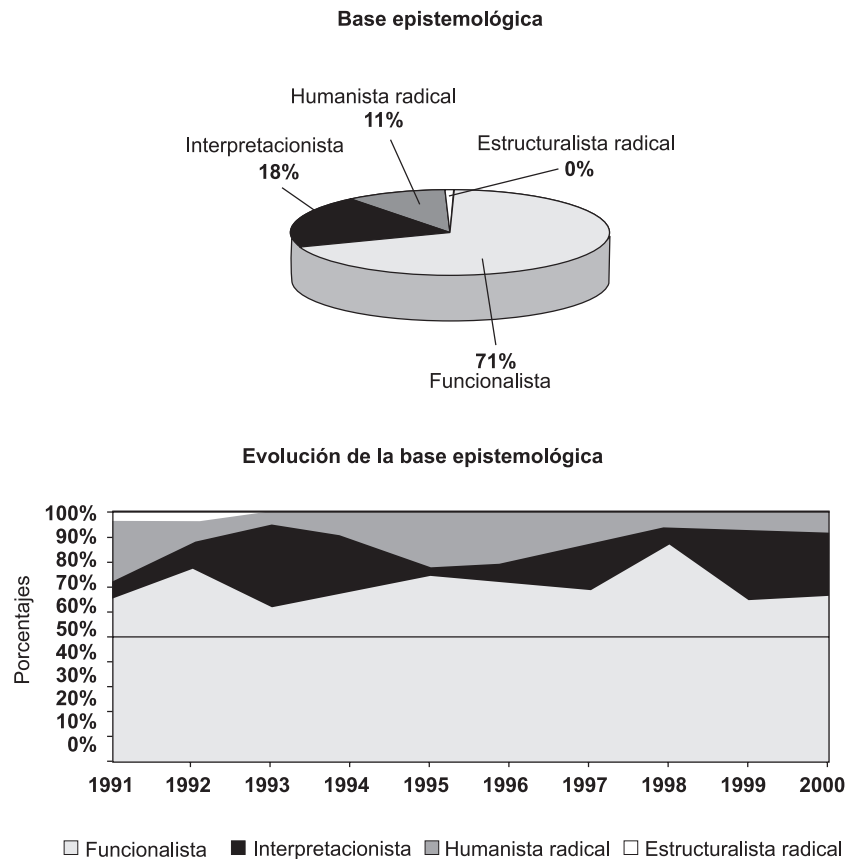 Base epistemológica
Humanista radical
11%
Interpretacionista
18%
Estructuralista radical
0%
71%
Funcionalista
Evolución de la base epistemológica
Porcentajes
100%
90%
80%
70%
60%
50%
40%
30%
20%
10%
0%
1991 1992 1993 1994 1995 1996 1997 1998 1999 2000
Funcionalista Interpretacionista Humanista radical Estructuralista radical